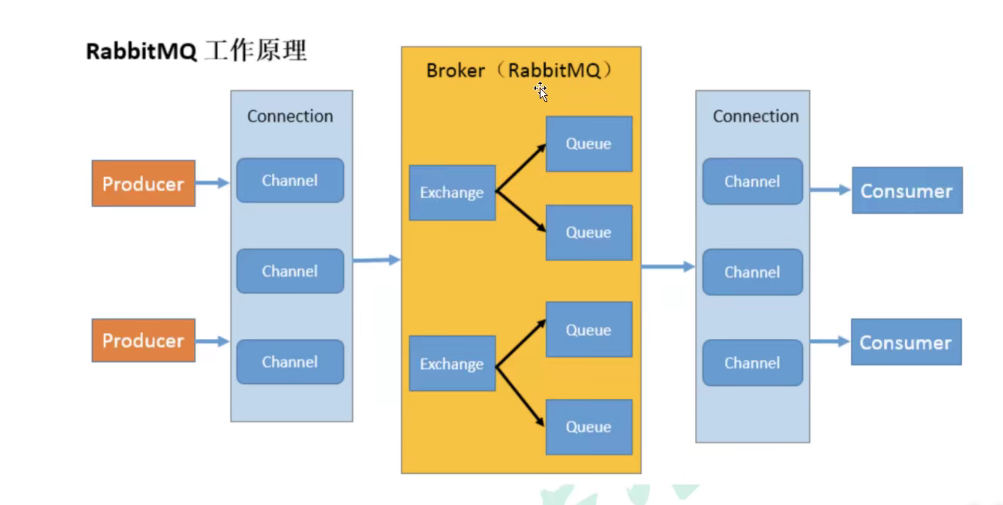 RabbitMQ 工作原理
Broker（RabbitMQ）
Connection
Connection
Queue
Channel
Channel
Producer
Exchange
Consumer
Queue
Channel
Channel
Queue
Producer
Consumer
Channel
Exchange
Channel
Queue